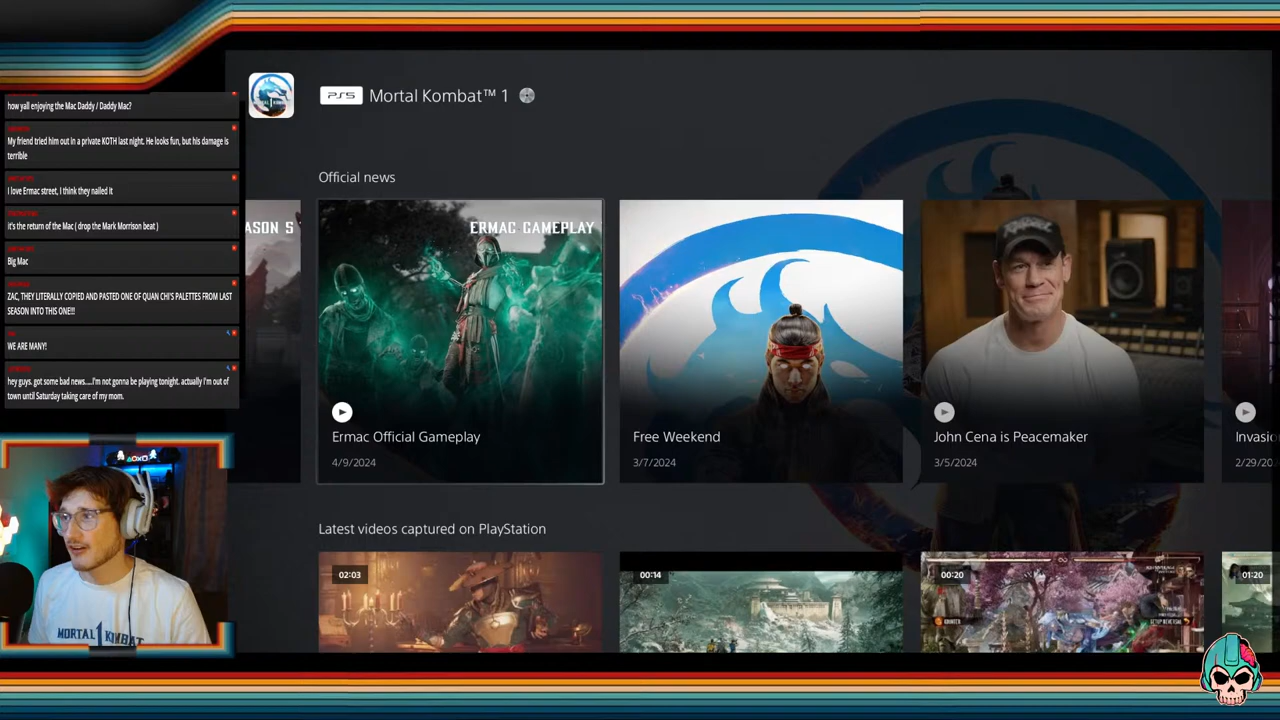 how yall enjoying the Mac Daddy / Daddy Mac?
My friend tried him out in a private KOTH last night. He looks fun, but his damage is
terrible
I love Ermac street, I think they nailed it
it's the return of the Mac ( drop the Mark Morrison beat )
Big Mac
ZAC, THEY LITERALLY COPIED AND PASTED ONE OF QUAN CHI'S PALETTES FROM LAST
SEASON INTO THIS ONE!!!
WE ARE MANY!
hey guys. got some bad news.....I'm not gonna be playing tonight. actually I'm out of
town until Saturday taking care of my mom.
PS5 Mortal Kombat™ 1
Official news
ASON 5
ERMAC GAMEPLAY
Ermac Official Gameplay
4/9/2024
Free Weekend
3/7/2024
John Cena is Peacemaker
3/5/2024
Invasio
2/29/20
Latest videos captured on PlayStation
02:03
00:14
00:20
01:20
MORTAL KOMBAT 1